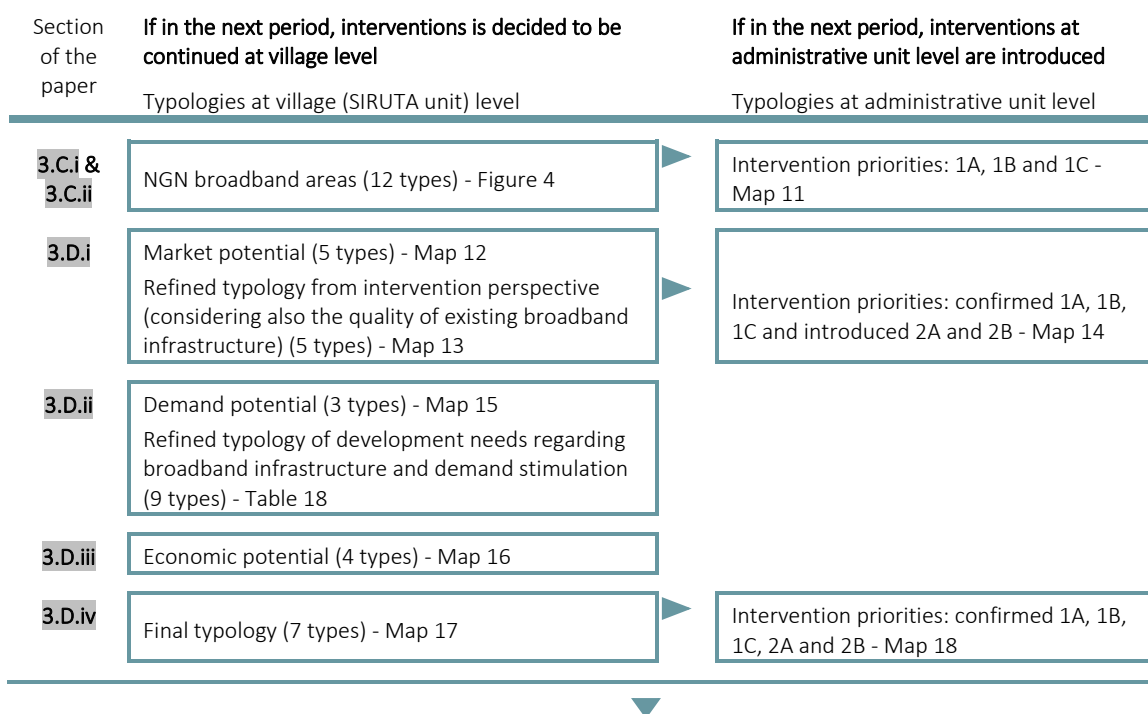 Section
of the
paper
If in the next period, interventions is decided to be
continued at village level
Typologies at village (SIRUTA unit) level
If in the next period, interventions at
administrative unit level are introduced
Typologies at administrative unit level
3.C.i &
3.C.ii
NGN broadband areas (12 types) - Figure 4
Intervention priorities: 1A, 1B and 1C -
Map 11
3.D.i
Market potential (5 types) - Map 12
Refined typology from intervention perspective
(considering also the quality of existing broadband
infrastructure) (5 types) - Map 13
Intervention priorities: confirmed 1A, 1B,
1C and introduced 2A and 2B - Map 14
3.D.ii
Demand potential (3 types) - Map 15
Refined typology of development needs regarding
broadband infrastructure and demand stimulation
(9 types) - Table 18
3.D.iii
Economic potential (4 types) - Map 16
3.D.iv
Final typology (7 types) - Map 17
Intervention priorities: confirmed 1A, 1B,
1C, 2A and 2B - Map 18